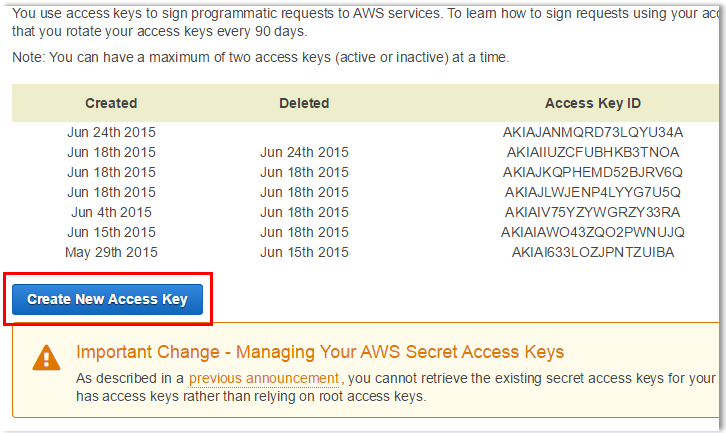 You use access keys to sign programmatic requests to AWS services. To learn how to sign requests using your
that you rotate your access keys every 90 days.
Note: You can have a maximum of two access keys (active or inactive) at a time.
Created Deleted Access Key ID
Jun 24th 2015 AKIAJANMQRD73LQYU34A
Jun 18th 2015 Jun 24th 2015 AKIAIIUZCFUBHKB3TNOA
Jun 18th 2015 Jun 18th 2015 AKIAJKQPHEMD52BJRV6Q
Jun 18th 2015 Jun 18th 2015 AKIAJLWJENP4LYYG7U5Q
Jun 4th 2015 Jun 18th 2015 AKIAIV75YZYWGRZY33RA
Jun 15th 2015 Jun 18th 2015 AKIAIAWO43ZQO2PWNUJQ
May 29th 2015 Jun 15th 2015 AKIAI633LOZJPNTZUIBA
Create New Access Key
Important Change - Managing Your AWS Secret Access Keys
As described in a previous announcement, you cannot retrieve the existing secret access keys for your
has access keys rather than relying on root access keys.